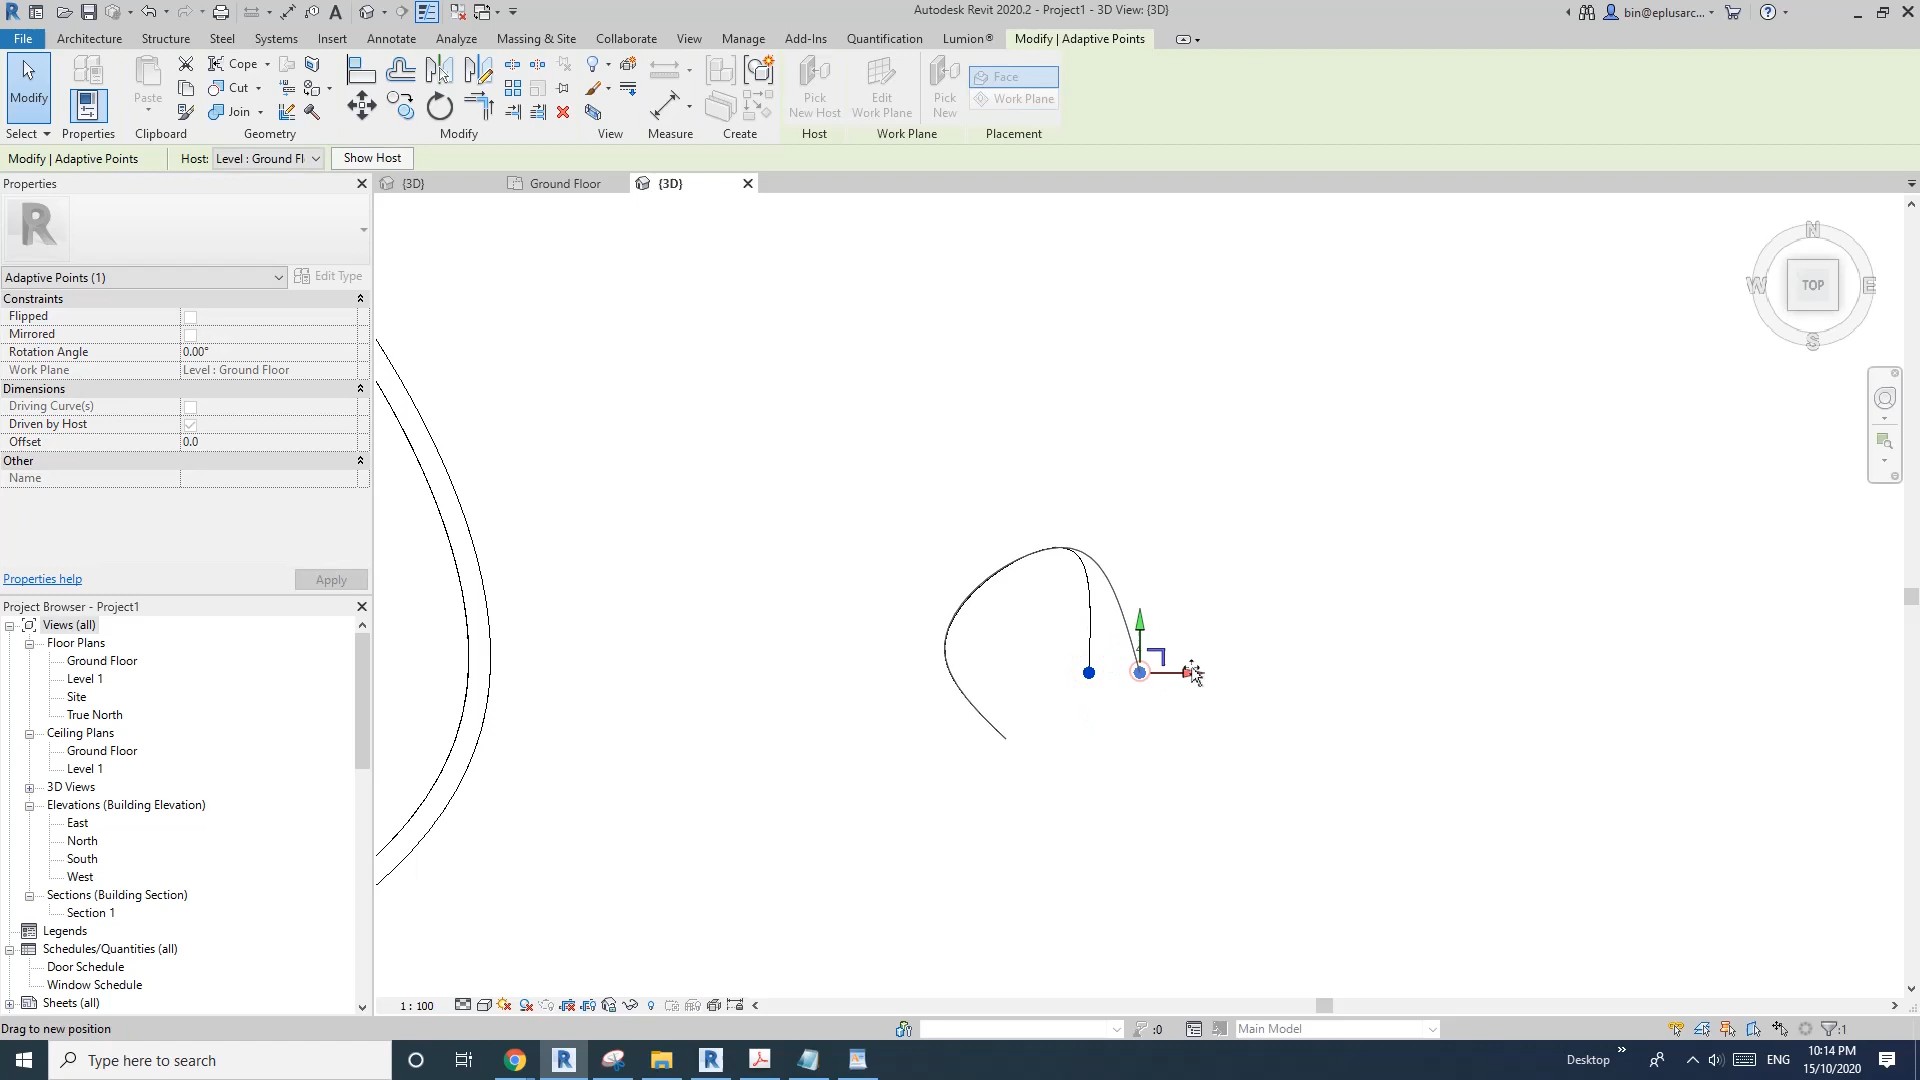 Autodesk Revit 2020.2 - Project1 - 3D View: {3D}
bin@eplusarc...
File Architecture Structure Steel Systems Insert Annotate Analyze Massing & Site Collaborate View Manage Add-Ins Quantification Lumion® Modify | Adaptive Points
Modify
Paste
Cope
Cut
Join
Pick New Host
Edit Work Plane
Pick New
Face
Work Plane
Select Properties Clipboard Geometry Modify View Measure Create Host Work Plane Placement
Modify | Adaptive Points Host: Level : Ground Fl Show Host
Properties
{3D} Ground Floor {3D}
R
Adaptive Points (1) Edit Type
Constraints
Flipped
Mirrored
Rotation Angle 0.00°
Work Plane Level : Ground Floor
Dimensions
Driving Curve(s)
Driven by Host
Offset 0.0
Other
Name
Properties help Apply
N
W TOP E
S
Project Browser - Project1
Views (all)
Floor Plans
Ground Floor
Level 1
Site
True North
Ceiling Plans
Ground Floor
Level 1
3D Views
Elevations (Building Elevation)
East
North
South
West
Sections (Building Section)
Section 1
Legends
Schedules/Quantities (all)
Door Schedule
Window Schedule
Sheets (all)
1 : 100
Drag to new position :0 Main Model :1
Type here to search
Desktop ENG
10:14 PM
15/10/2020